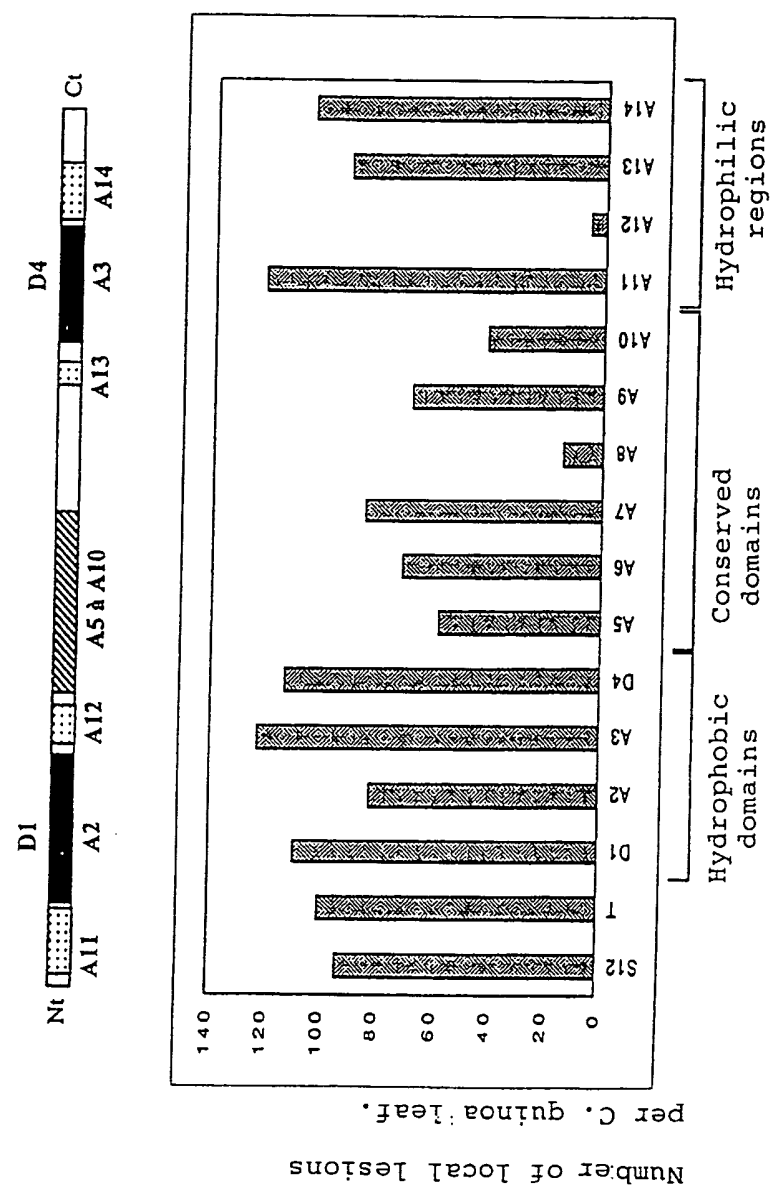 D1 D4
Nt Ct
A11 A2 A12 A5 à A10 A13 A3 A14
Number of local lesions
per C. quinoa leaf.
140
120
100
80
60
40
20
0
S12 T D1 A2 A3 D4 A5 A6 A7 A8 A9 A10 A11 A12 A13 A14
Hydrophobic
domains
Conserved
domains
Hydrophilic
regions